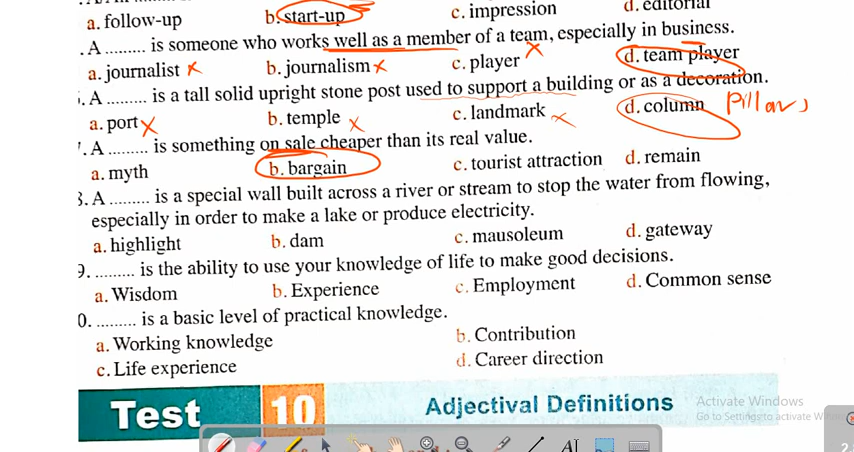 a. follow-up b. start-up c. impression d. editorial
. A ......... is someone who works well as a member of a team, especially in business.
a. journalist b. journalism c. player d. team player
. A ......... is a tall solid upright stone post used to support a building or as a decoration.
a. port b. temple c. landmark d. column Pillar
. A ......... is something on sale cheaper than its real value.
a. myth b. bargain c. tourist attraction d. remain
. A ......... is a special wall built across a river or stream to stop the water from flowing,
especially in order to make a lake or produce electricity.
a. highlight b. dam c. mausoleum d. gateway
9. ......... is the ability to use your knowledge of life to make good decisions.
a. Wisdom b. Experience c. Employment d. Common sense
0. ......... is a basic level of practical knowledge.
a. Working knowledge b. Contribution
c. Life experience d. Career direction
Test 10 Adjectival Definitions
Activate Windows
Go to Settings to activate Wi